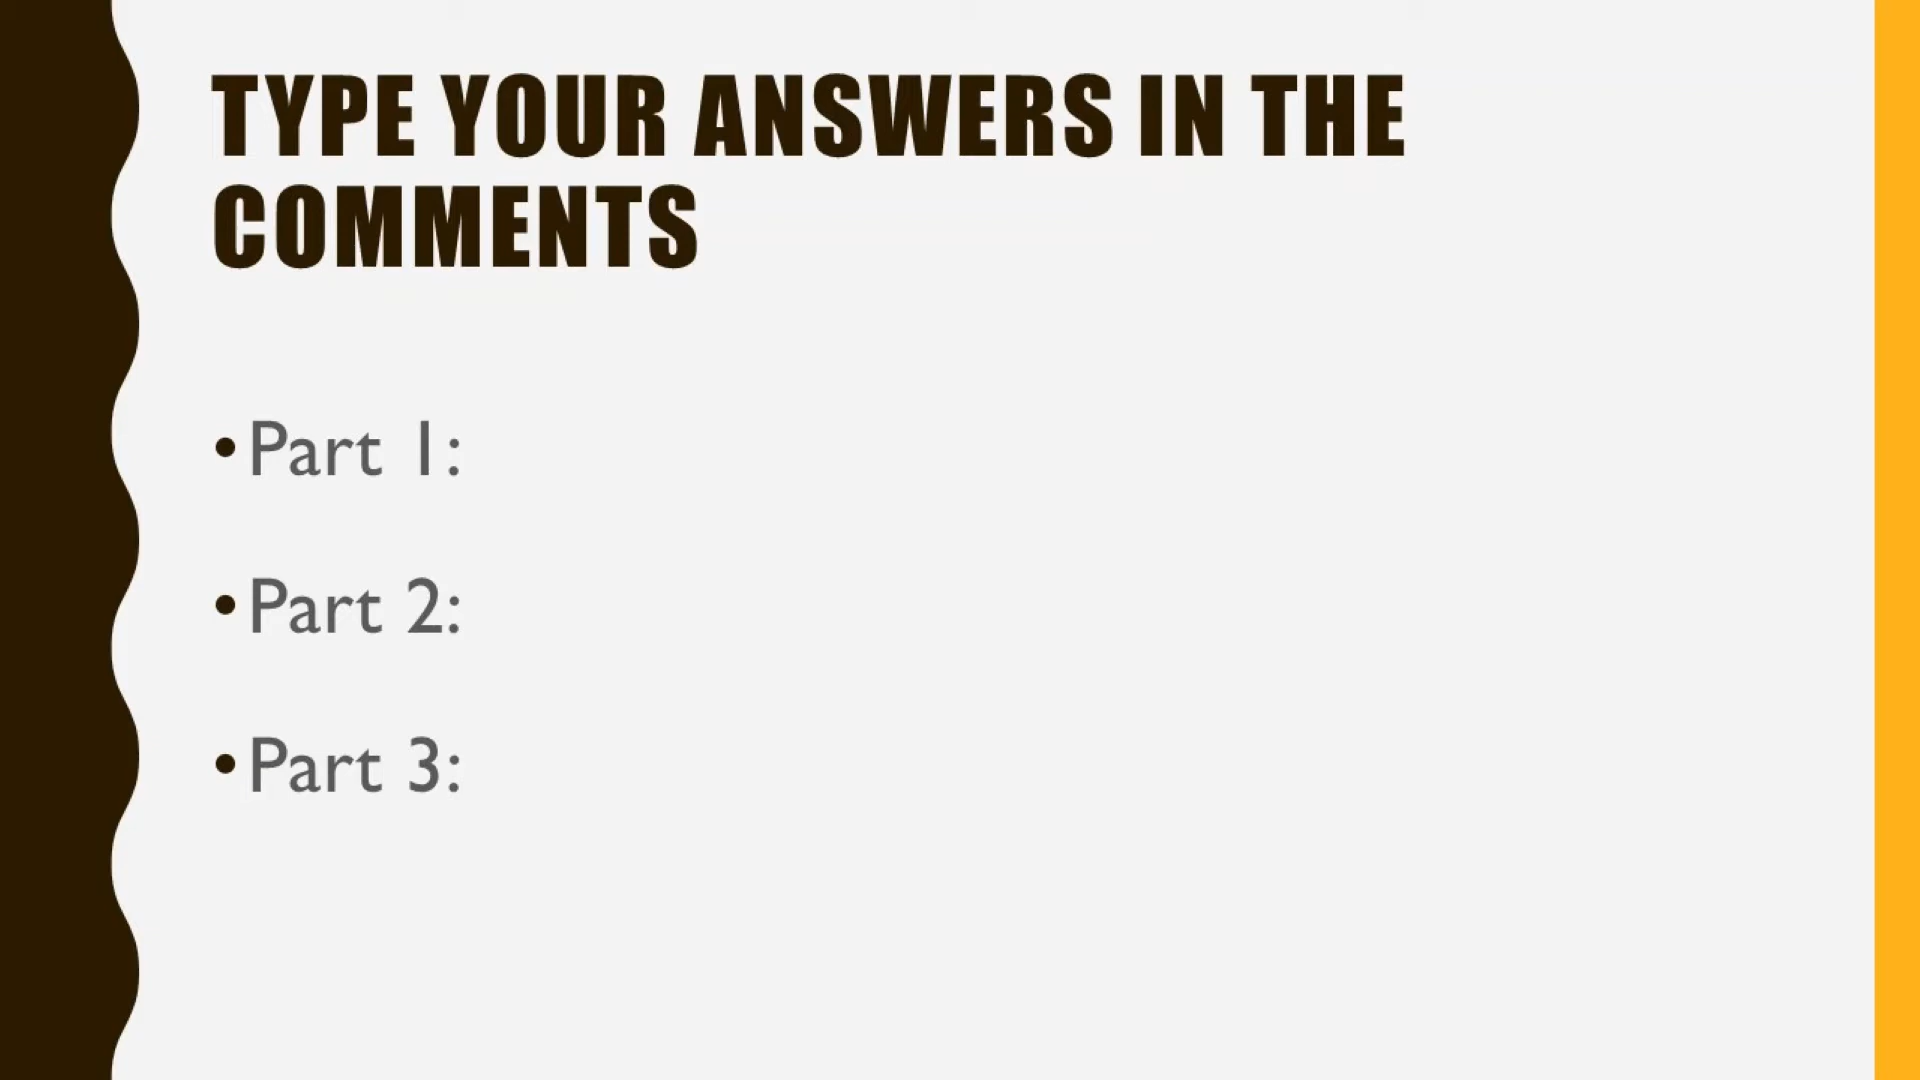 TYPE YOUR ANSWERS IN THE
COMMENTS
•Part 1:
•Part 2:
•Part 3: